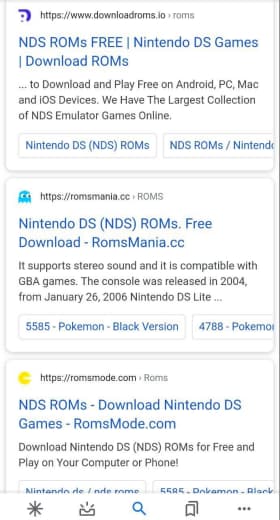 https://www.downloadroms.io › roms
NDS ROMs FREE | Nintendo DS Games
| Download ROMs
... to Download and Play Free on Android, PC, Mac
and iOS Devices. We Have The Largest Collection
of NDS Emulator Games Online.
Nintendo DS (NDS) ROMs
NDS ROMs / Nintendo
https://romsmania.cc › ROMS
Nintendo DS (NDS) ROMs. Free
Download - RomsMania.cc
It supports stereo sound and it is compatible with
GBA games. The console was released in 2004,
from January 26, 2006 Nintendo DS Lite ...
5585 - Pokemon - Black Version
4788 - Pokemo
https://romsmode.com › Roms
NDS ROMs - Download Nintendo DS
Games - RomsMode.com
Download Nintendo DS (NDS) ROMs for Free and
Play on Your Computer or Phone!
Nintendo ds / nds roms
5585 - Pokemon - Black